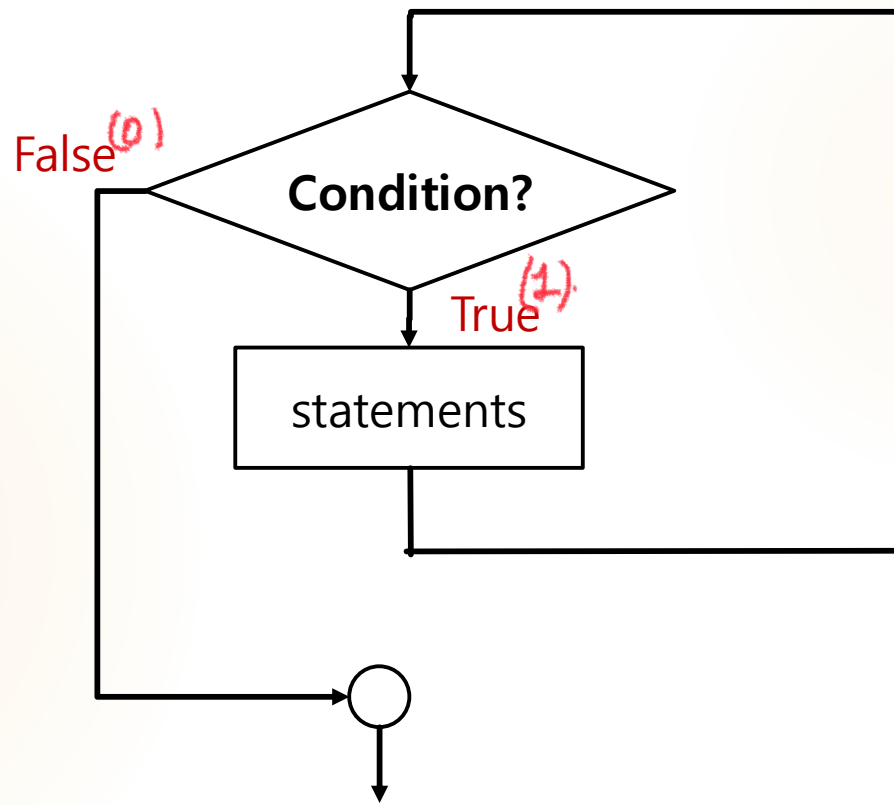 False (0)
Condition?
True (1).
statements